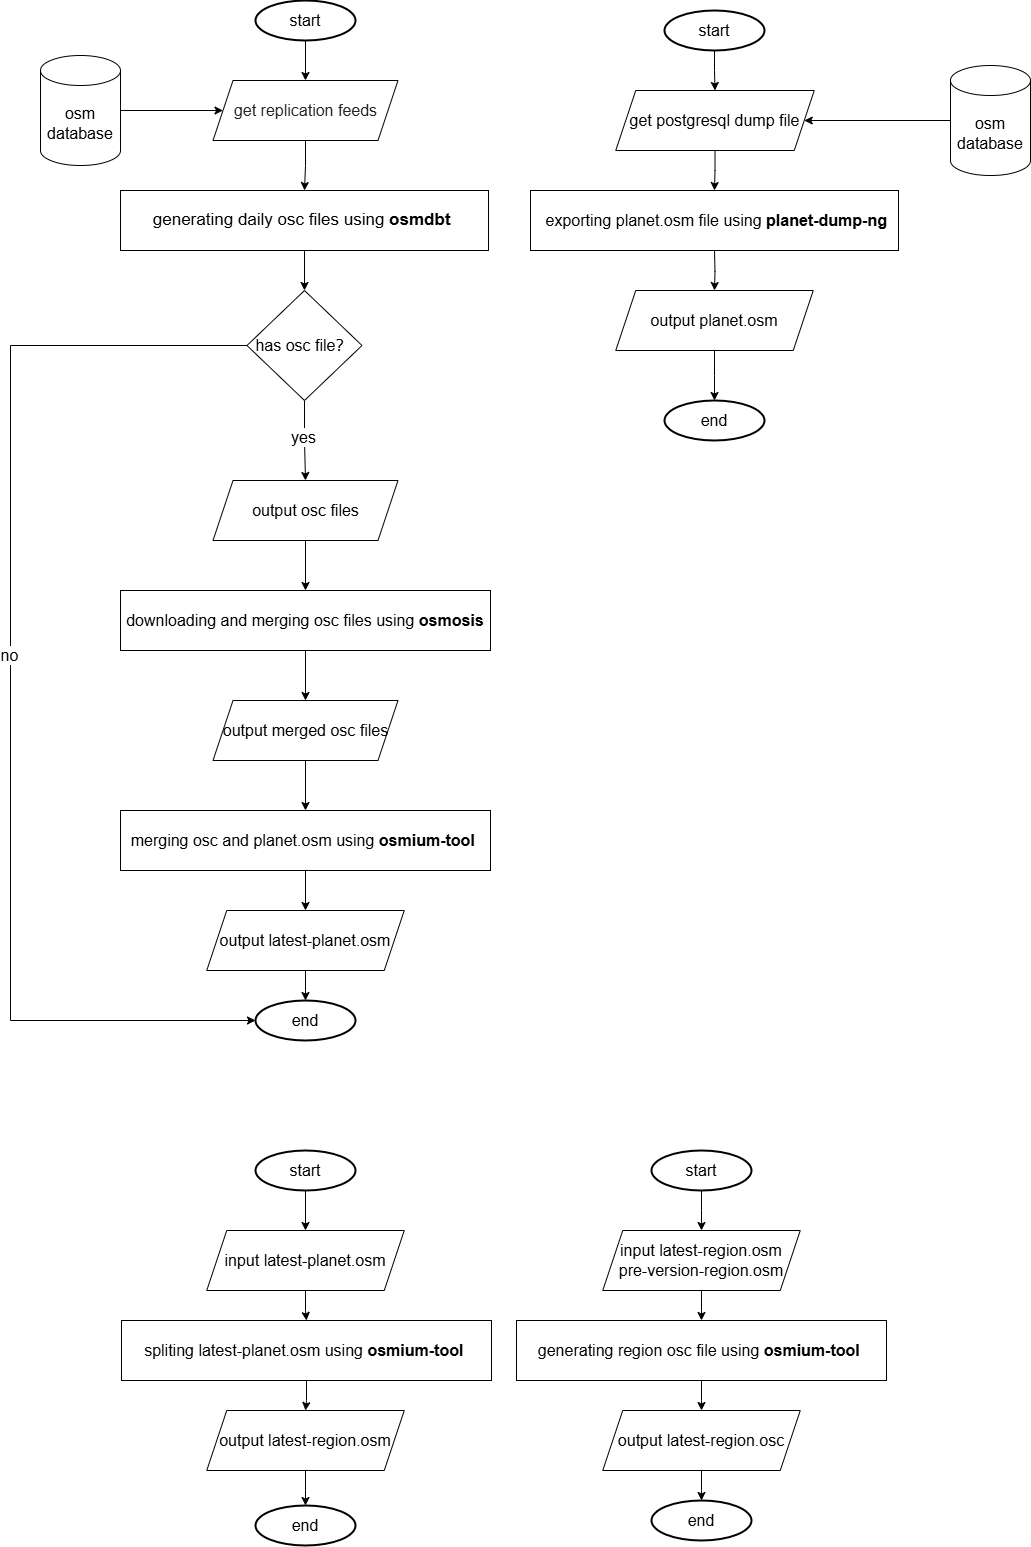 start
get replication feeds
osm
database
generating daily osc files using osmdbt
has osc file?
yes
no
output osc files
downloading and merging osc files using osmosis
output merged osc files
merging osc and planet.osm using osmium-tool
output latest-planet.osm
end
start
get postgresql dump file
osm
database
exporting planet.osm file using planet-dump-ng
output planet.osm
end
start
input latest-planet.osm
spliting latest-planet.osm using osmium-tool
output latest-region.osm
end
start
input latest-region.osm
pre-version-region.osm
generating region osc file using osmium-tool
output latest-region.osc
end